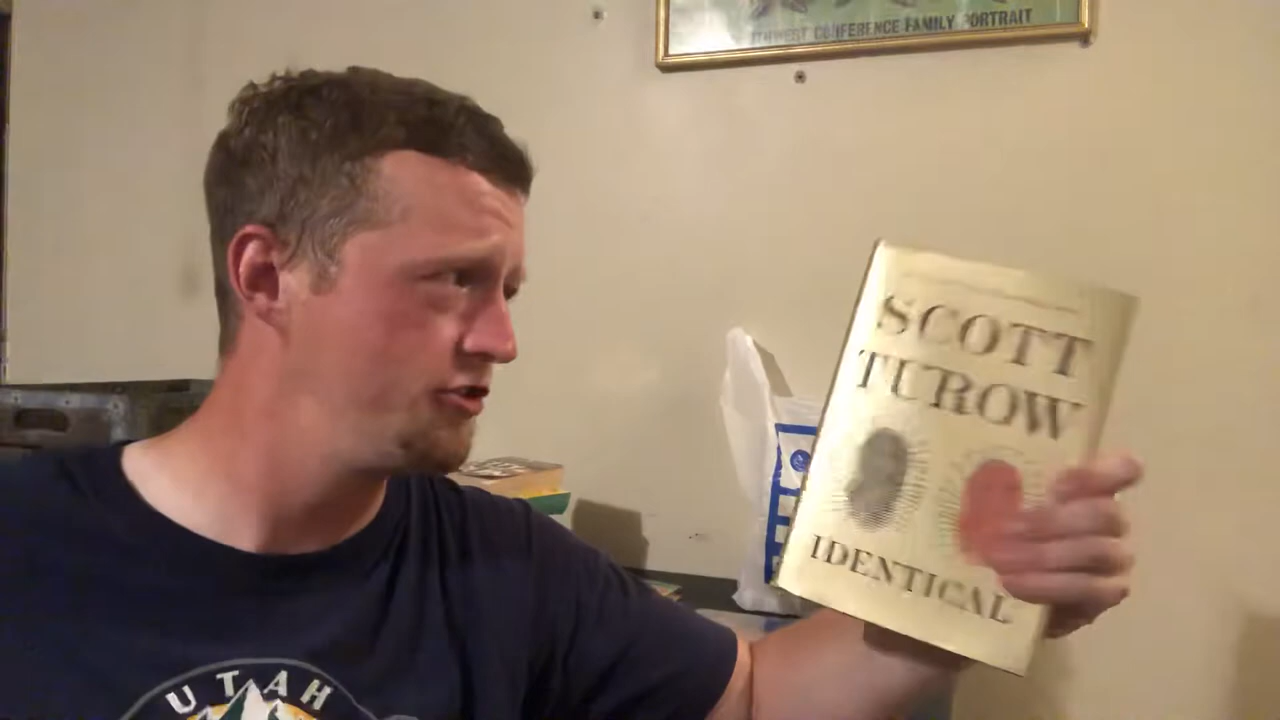 CONFERENCE FAMILY PORTRAIT
SCOTT
TUROW
IDENTICAL
UTAH